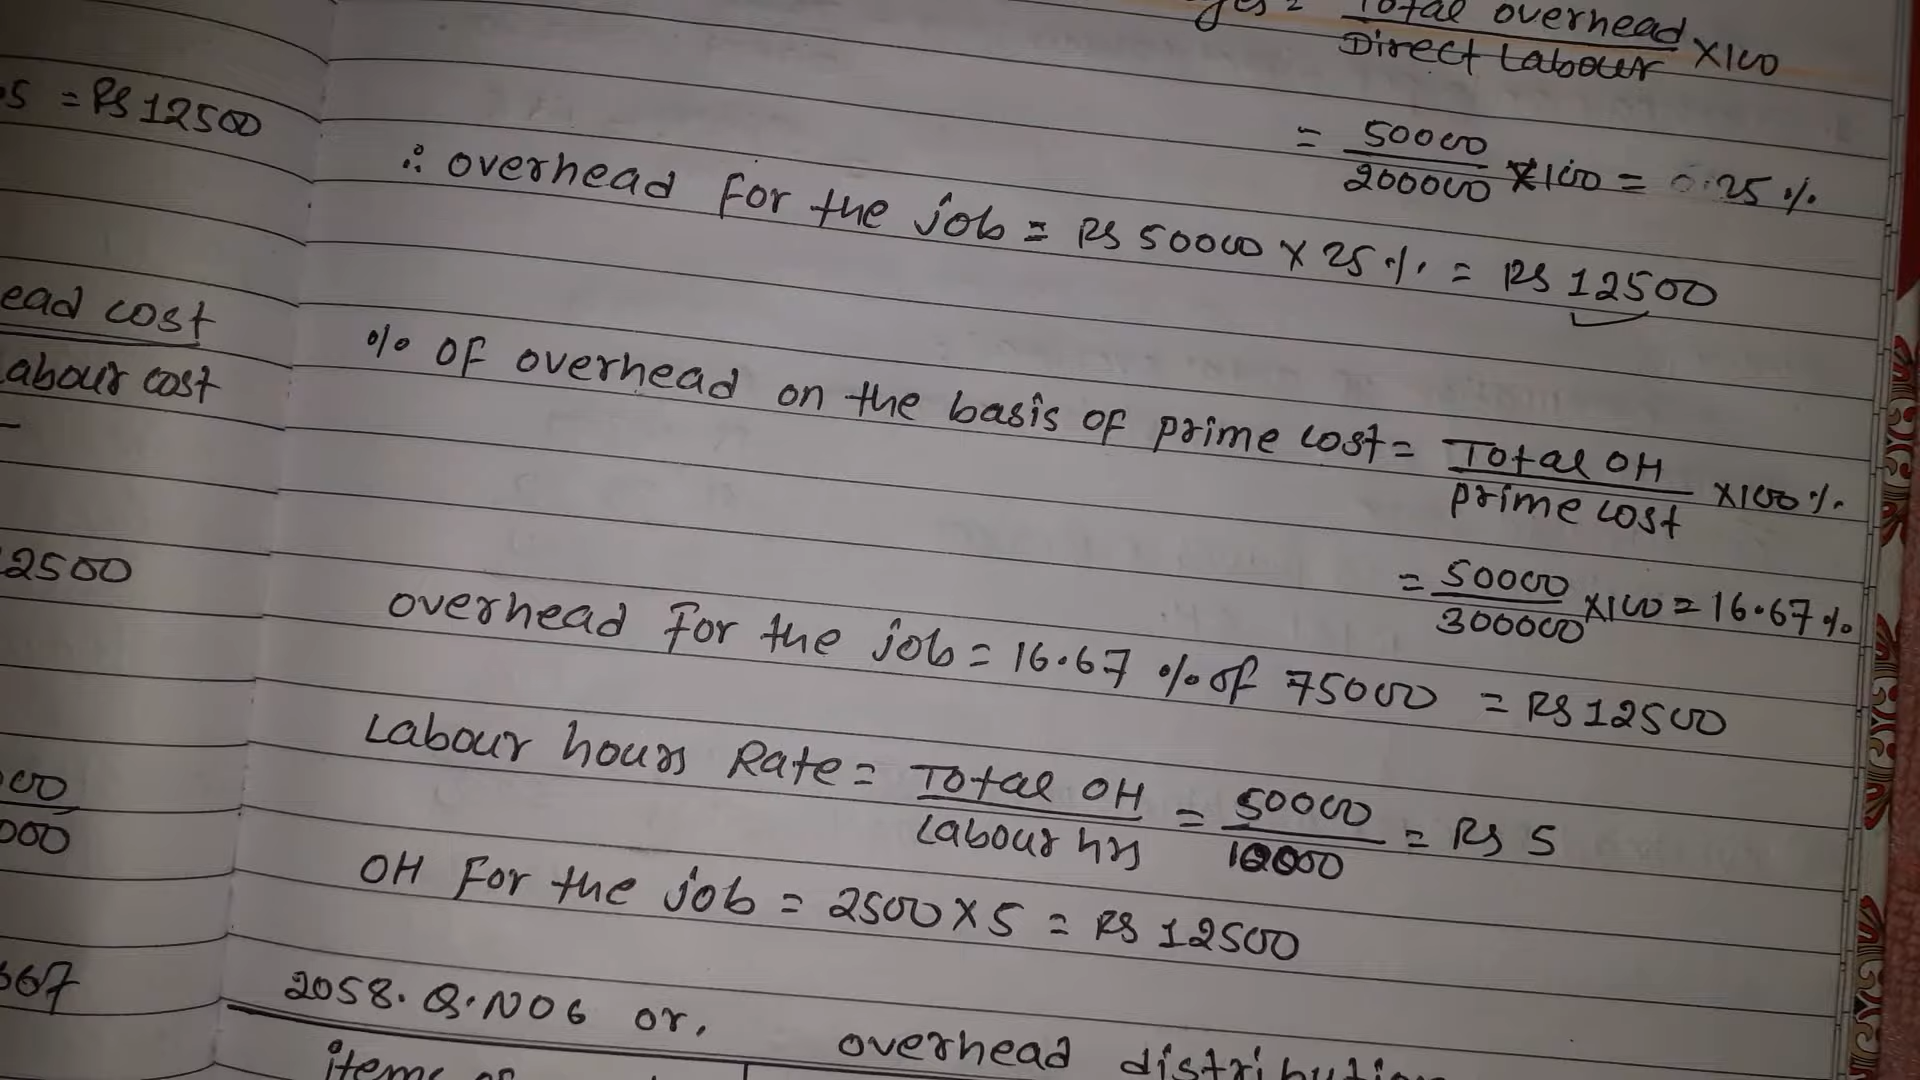 s = Rs 12500
ead cost
abour cost
2500
00
000
667
Total overhead
Direct Labour ×100
= 50000
200000 ×100 = 0.25 %
∴ overhead For the job = Rs 50000 × 25 % = Rs 12500
% OF overhead on the basis of prime cost = Total OH
prime cost ×100 %
= 50000
300000 ×100 = 16.67 %
overhead For the job = 16.67 % of 75000 = Rs 12500
Labour hours Rate = Total OH = 50000 = Rs 5
Labour hrs 10000
OH For the job = 2500 × 5 = Rs 12500
2058. Q. NO 6 or,
overhead
items